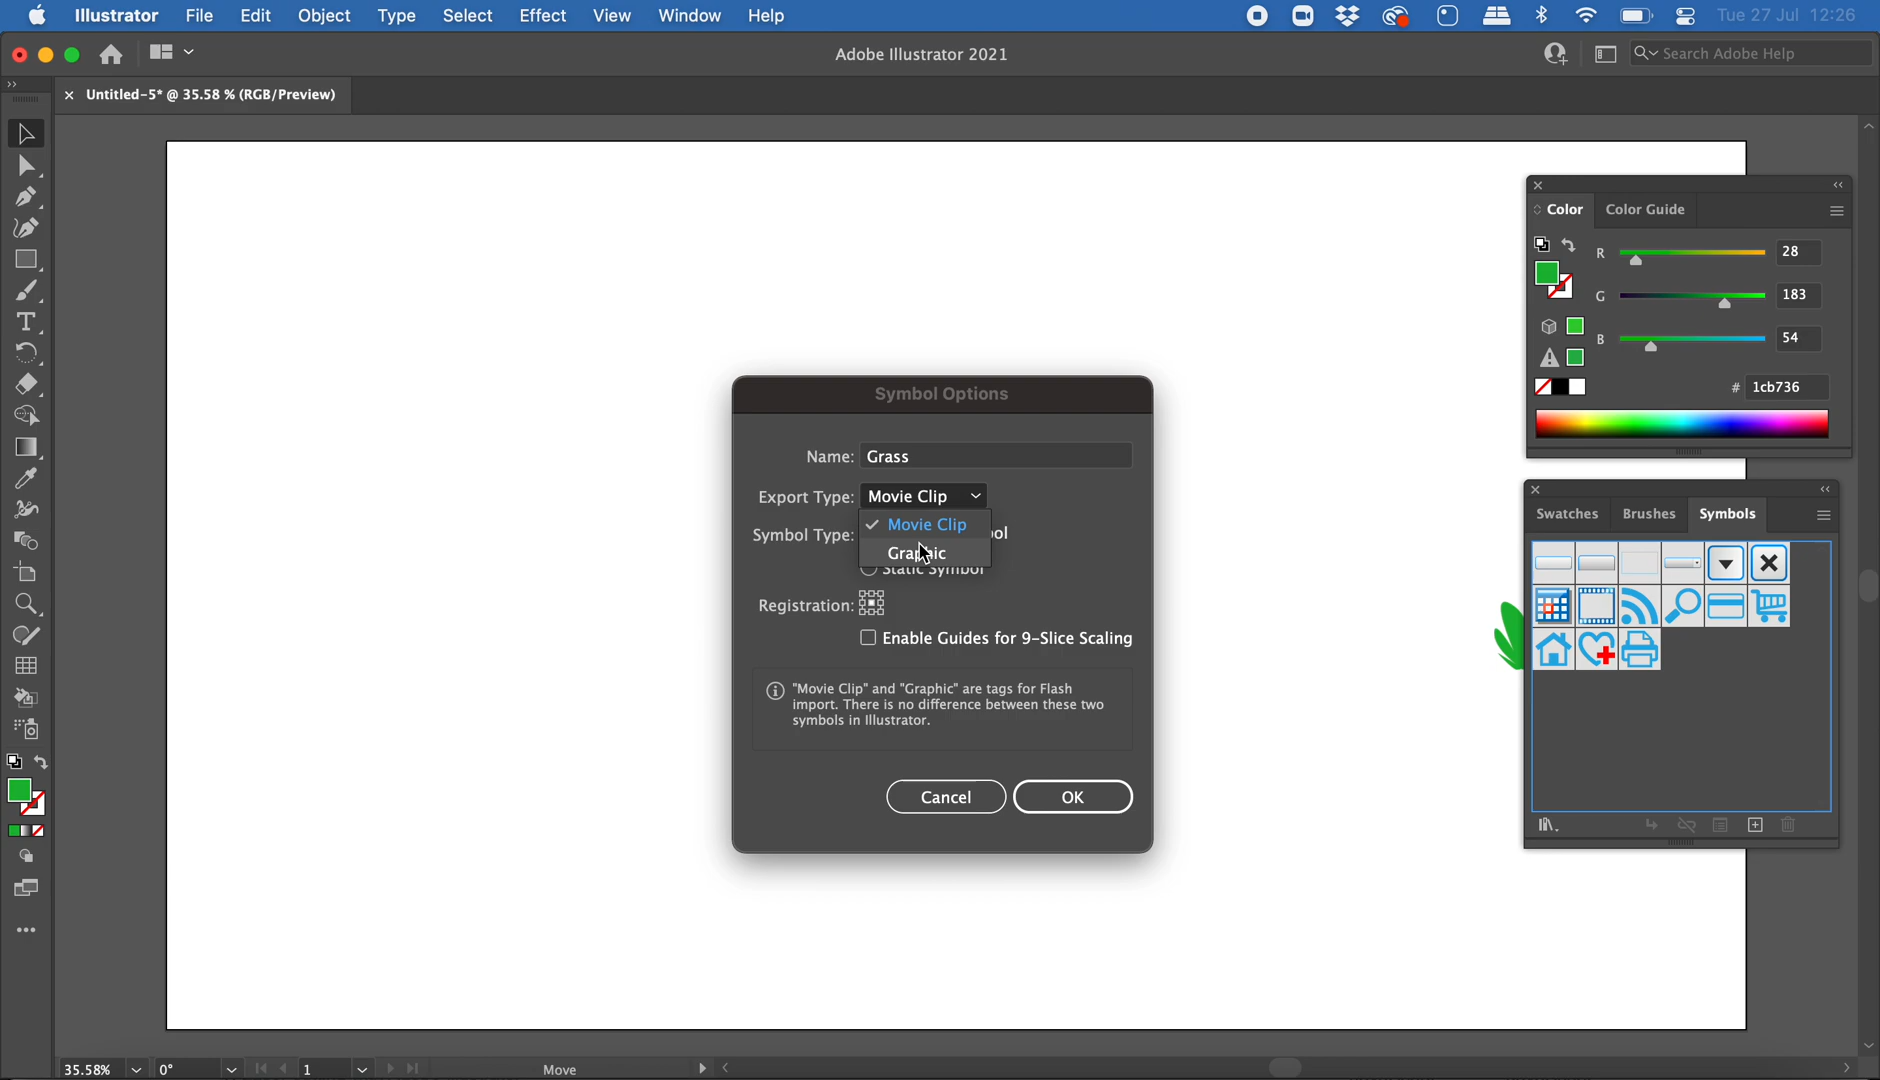 Illustrator File Edit Object Type Select Effect View Window Help Tue 27 Jul 12:26
Adobe Illustrator 2021
Search Adobe Help
Untitled-5* @ 35.58 % (RGB/Preview)
Color Color Guide
R 28
G 183
B 54
# 1cb736
Symbol Options
Name: Grass
Export Type: Movie Clip
Movie Clip
Symbol Type: ol
Graphic
Static Symbol
Registration:
Enable Guides for 9-Slice Scaling
"Movie Clip" and "Graphic" are tags for Flash
import. There is no difference between these two
symbols in Illustrator.
Cancel OK
Swatches Brushes Symbols
35.58% 0° 1 Move